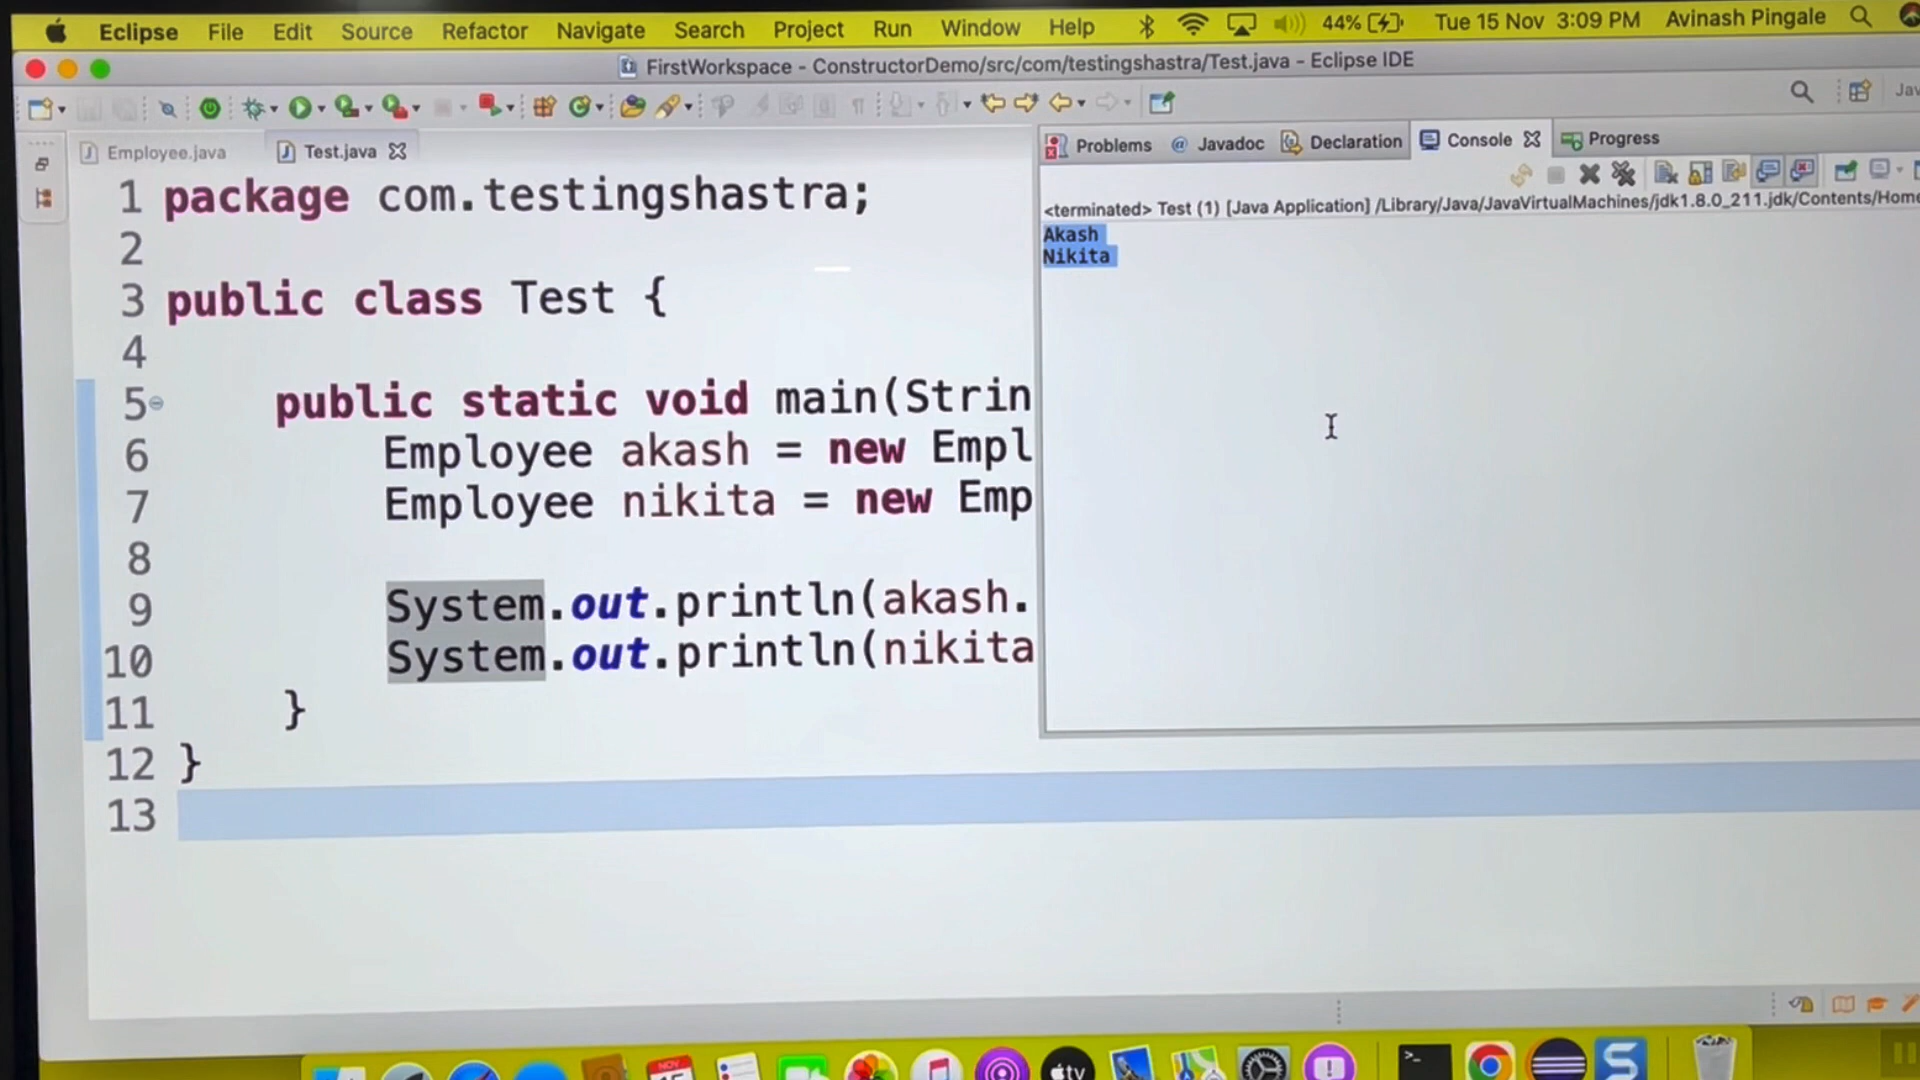 Eclipse File Edit Source Refactor Navigate Search Project Run Window Help 44% Tue 15 Nov 3:09 PM Avinash Pingale
FirstWorkspace - ConstructorDemo/src/com/testingshastra/Test.java - Eclipse IDE
Jav
Employee.java Test.java
Problems @ Javadoc Declaration Console Progress
<terminated> Test (1) [Java Application] /Library/Java/JavaVirtualMachines/jdk1.8.0_211.jdk/Contents/Home
Akash
Nikita
1 package com.testingshastra;
2
3 public class Test {
4
5 public static void main(Strin
6 Employee akash = new Empl
7 Employee nikita = new Emp
8
9 System.out.println(akash.
10 System.out.println(nikita
11 }
12 }
13
NOV
tv